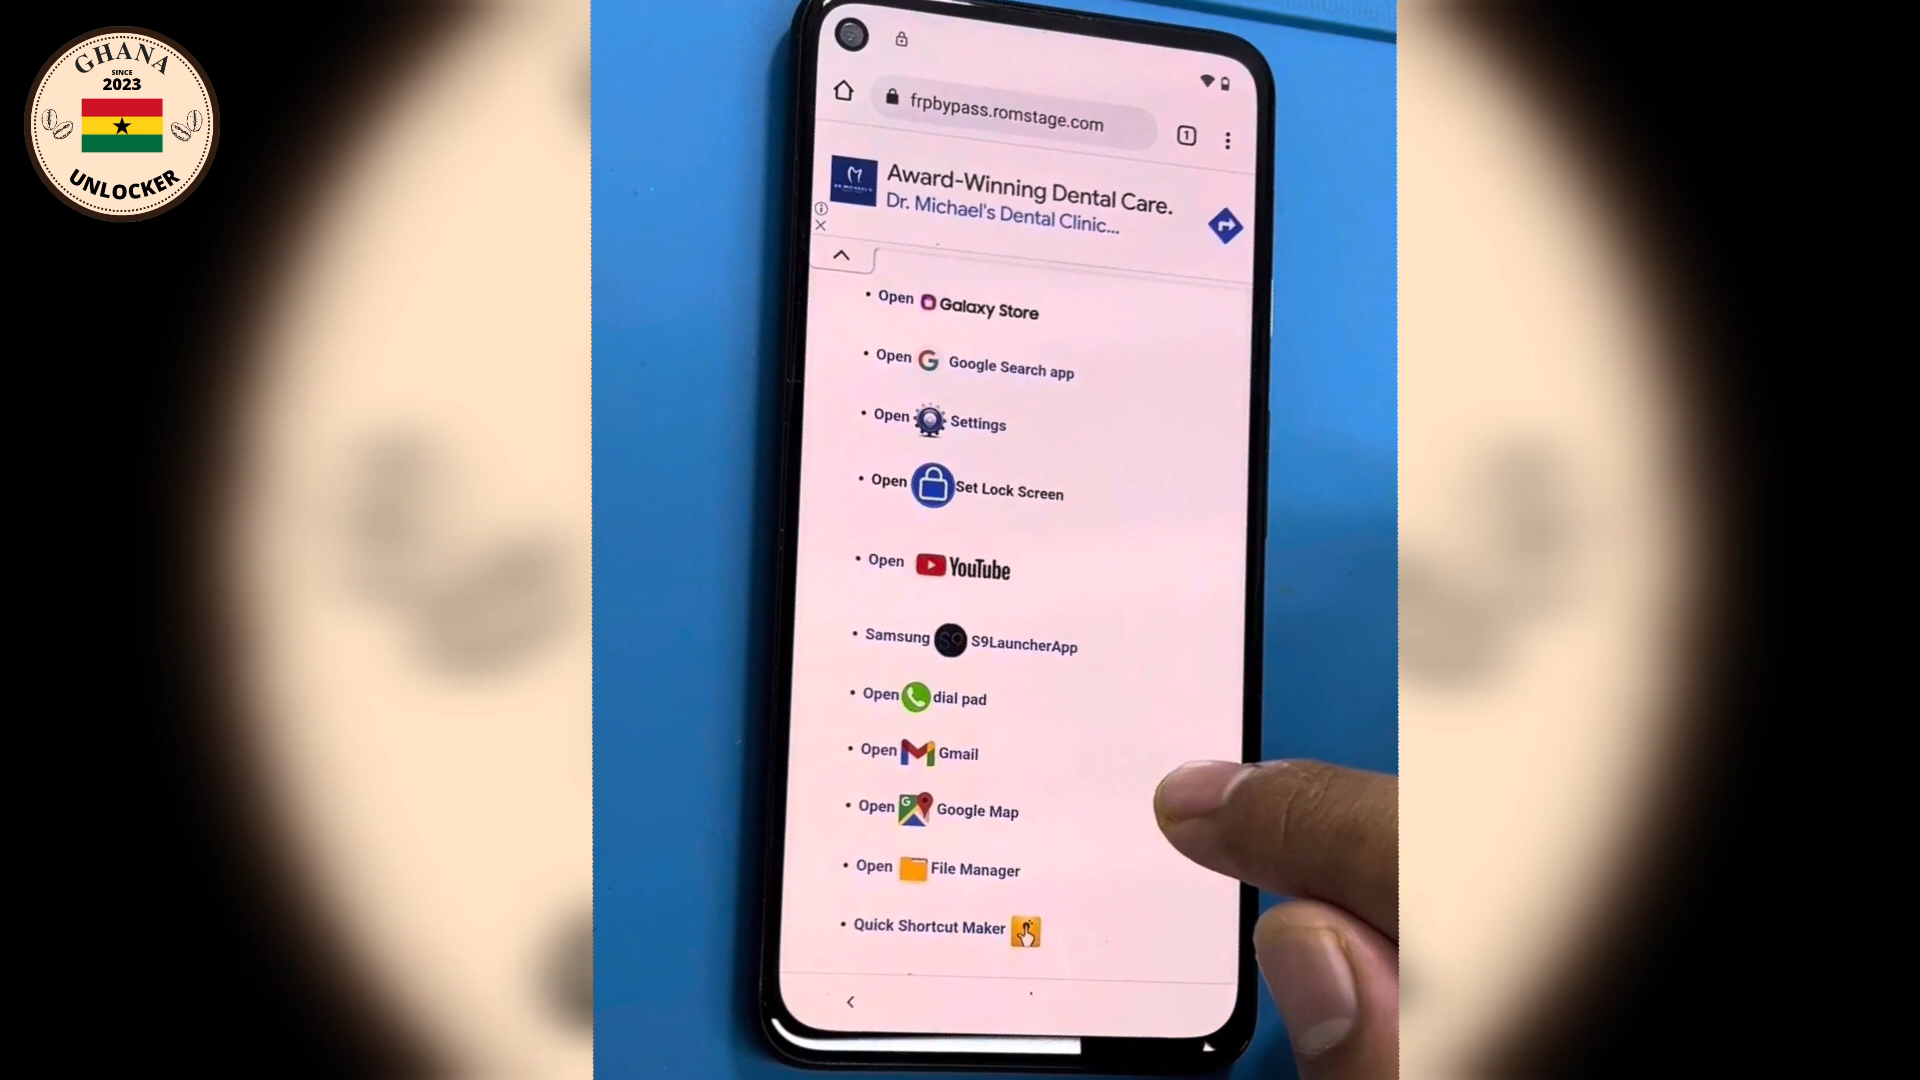 GHANA
SINCE
2023
UNLOCKER
frpbypass.romstage.com
1
Award-Winning Dental Care.
Dr. Michael's Dental Clinic...
Open Galaxy Store
Open G Google Search app
Open Settings
Open Set Lock Screen
Open YouTube
Samsung S9 S9LauncherApp
Open dial pad
Open Gmail
Open G Google Map
Open File Manager
Quick Shortcut Maker